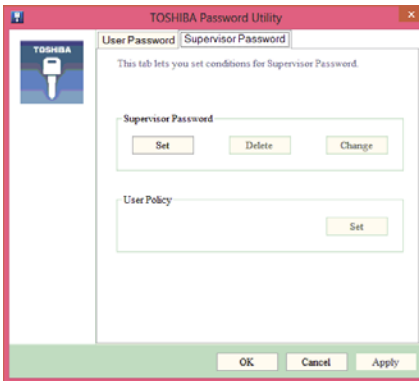 TOSHIBA Password Utility
x
TOSHIBA
User Password
Supervisor Password
This tab lets you set conditions for Supervisor Password.
Supervisor Password
Set
Delete
Change
User Policy
Set
OK
Cancel
Apply